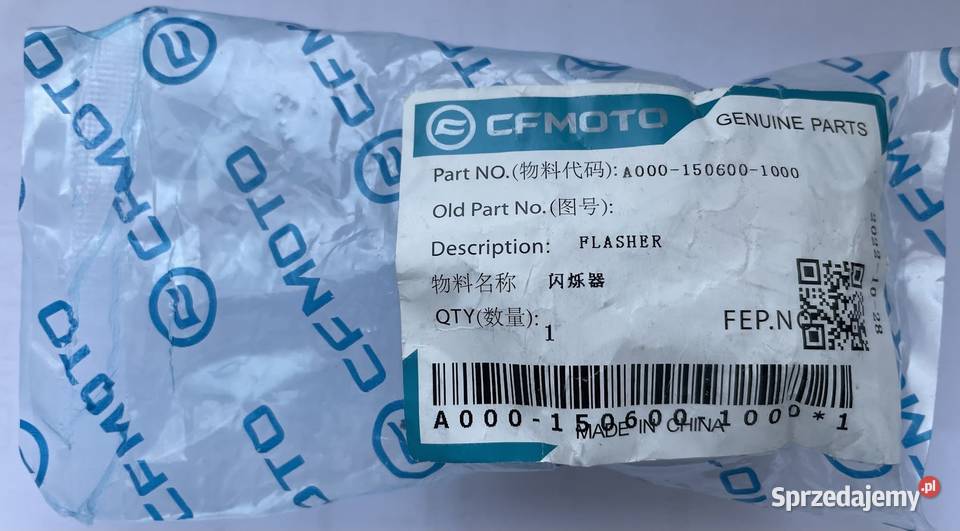 CFMOTO
GENUINE PARTS
Part NO.(物料代码): A000-150600-1000
Old Part No.(图号):
Description: FLASHER
物料名称 闪烁器
QTY(数量): 1
FEP.NO
2022-10-28
A000-150600-1000*1
MADE IN CHINA
CFMOTO
CFMOTO
CFMOTO
CFMOTO
Sprzedajemy.pl